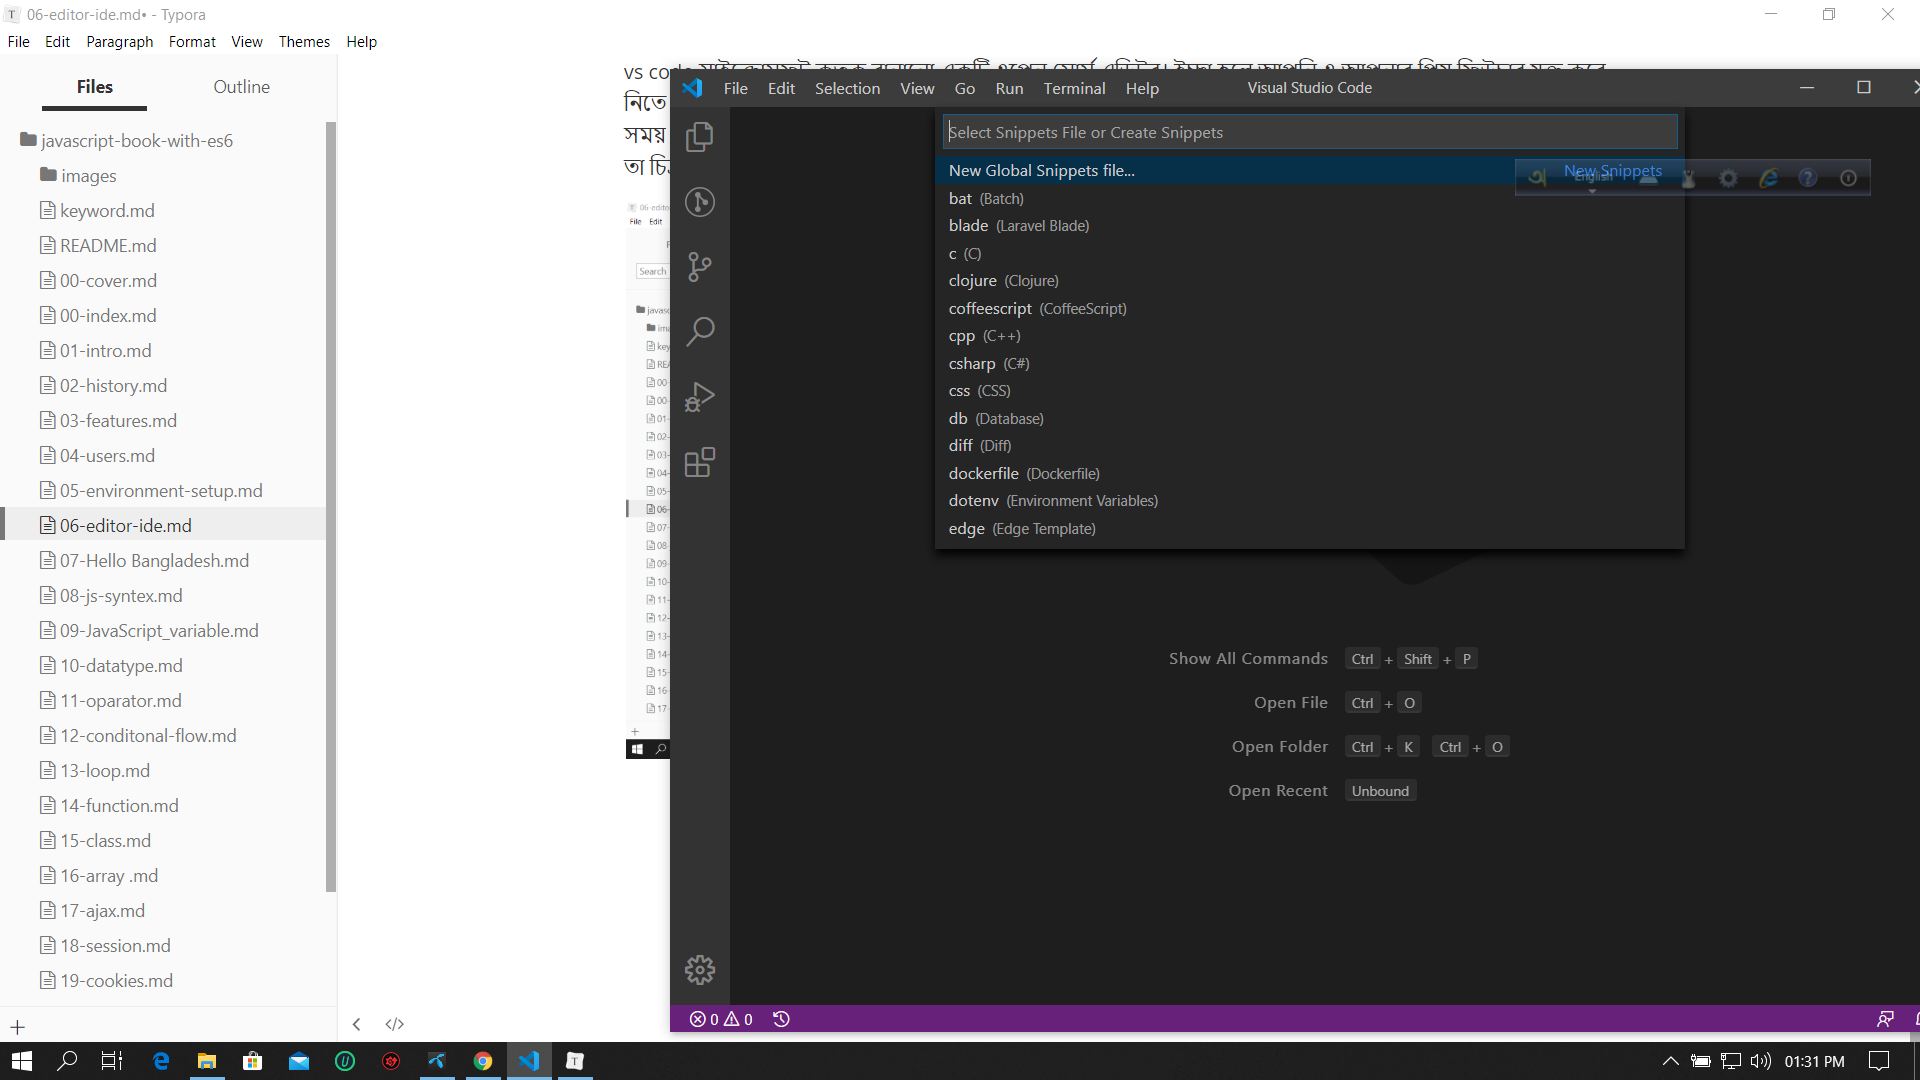 06-editor-ide.md• - Typora
File Edit Paragraph Format View Themes Help
Files Outline
javascript-book-with-es6
images
keyword.md
README.md
00-cover.md
00-index.md
01-intro.md
02-history.md
03-features.md
04-users.md
05-environment-setup.md
06-editor-ide.md
07-Hello Bangladesh.md
08-js-syntex.md
09-JavaScript_variable.md
10-datatype.md
11-oparator.md
12-conditonal-flow.md
13-loop.md
14-function.md
15-class.md
16-array .md
17-ajax.md
18-session.md
19-cookies.md
vs
নিতে
সময়
তা
06-edito
File Edit
Search
File Edit Selection View Go Run Terminal Help
Visual Studio Code
Select Snippets File or Create Snippets
New Global Snippets file... New Snippets
English
bat (Batch)
blade (Laravel Blade)
c (C)
clojure (Clojure)
coffeescript (CoffeeScript)
cpp (C++)
csharp (C#)
css (CSS)
db (Database)
diff (Diff)
dockerfile (Dockerfile)
dotenv (Environment Variables)
edge (Edge Template)
Show All Commands Ctrl + Shift + P
Open File Ctrl + O
Open Folder Ctrl + K Ctrl + O
Open Recent Unbound
0 0
01:31 PM